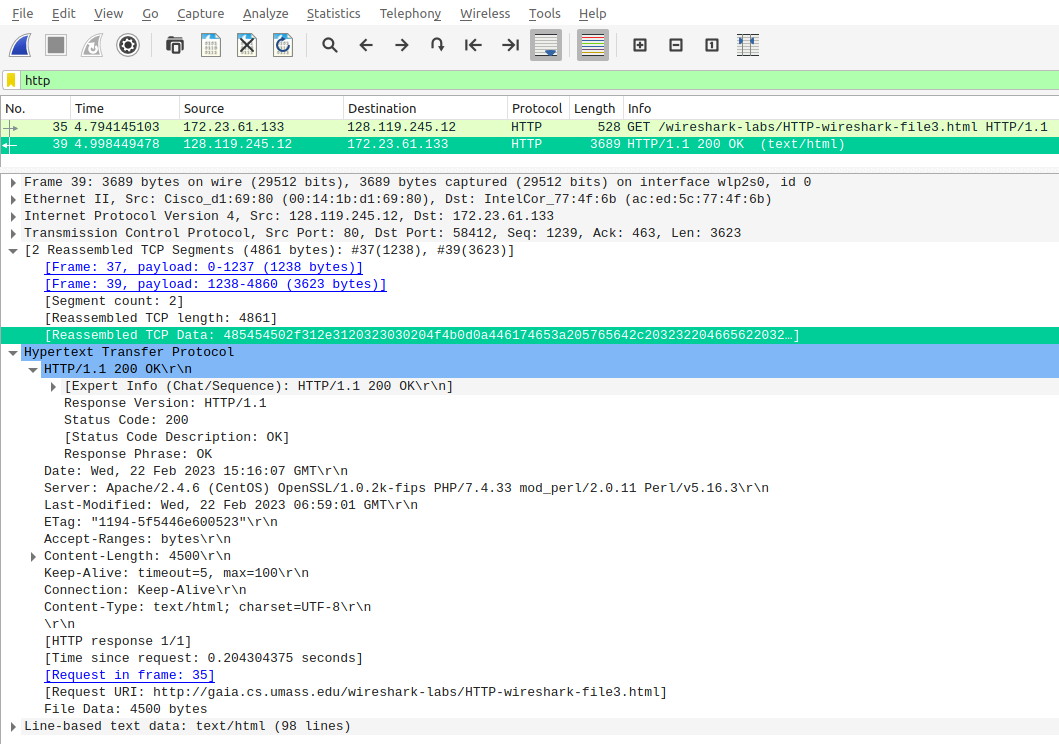 File Edit View Go Capture Analyze Statistics Telephony Wireless Tools Help
http
No. Time Source Destination Protocol Length Info
35 4.794145103 172.23.61.133 128.119.245.12 HTTP 528 GET /wireshark-labs/HTTP-wireshark-file3.html HTTP/1.1
39 4.998449478 128.119.245.12 172.23.61.133 HTTP 3689 HTTP/1.1 200 OK (text/html)
Frame 39: 3689 bytes on wire (29512 bits), 3689 bytes captured (29512 bits) on interface wlp2s0, id 0
Ethernet II, Src: Cisco_d1:69:80 (00:14:1b:d1:69:80), Dst: IntelCor_77:4f:6b (ac:ed:5c:77:4f:6b)
Internet Protocol Version 4, Src: 128.119.245.12, Dst: 172.23.61.133
Transmission Control Protocol, Src Port: 80, Dst Port: 58412, Seq: 1239, Ack: 463, Len: 3623
[2 Reassembled TCP Segments (4861 bytes): #37(1238), #39(3623)]
[Frame: 37, payload: 0-1237 (1238 bytes)]
[Frame: 39, payload: 1238-4860 (3623 bytes)]
[Segment count: 2]
[Reassembled TCP length: 4861]
[Reassembled TCP Data: 485454502f312e3120323030204f4b0d0a446174653a205765642c203232204665622032…]
Hypertext Transfer Protocol
HTTP/1.1 200 OK\r\n
[Expert Info (Chat/Sequence): HTTP/1.1 200 OK\r\n]
Response Version: HTTP/1.1
Status Code: 200
[Status Code Description: OK]
Response Phrase: OK
Date: Wed, 22 Feb 2023 15:16:07 GMT\r\n
Server: Apache/2.4.6 (CentOS) OpenSSL/1.0.2k-fips PHP/7.4.33 mod_perl/2.0.11 Perl/v5.16.3\r\n
Last-Modified: Wed, 22 Feb 2023 06:59:01 GMT\r\n
ETag: "1194-5f5446e600523"\r\n
Accept-Ranges: bytes\r\n
Content-Length: 4500\r\n
Keep-Alive: timeout=5, max=100\r\n
Connection: Keep-Alive\r\n
Content-Type: text/html; charset=UTF-8\r\n
\r\n
[HTTP response 1/1]
[Time since request: 0.204304375 seconds]
[Request in frame: 35]
[Request URI: http://gaia.cs.umass.edu/wireshark-labs/HTTP-wireshark-file3.html]
File Data: 4500 bytes
Line-based text data: text/html (98 lines)